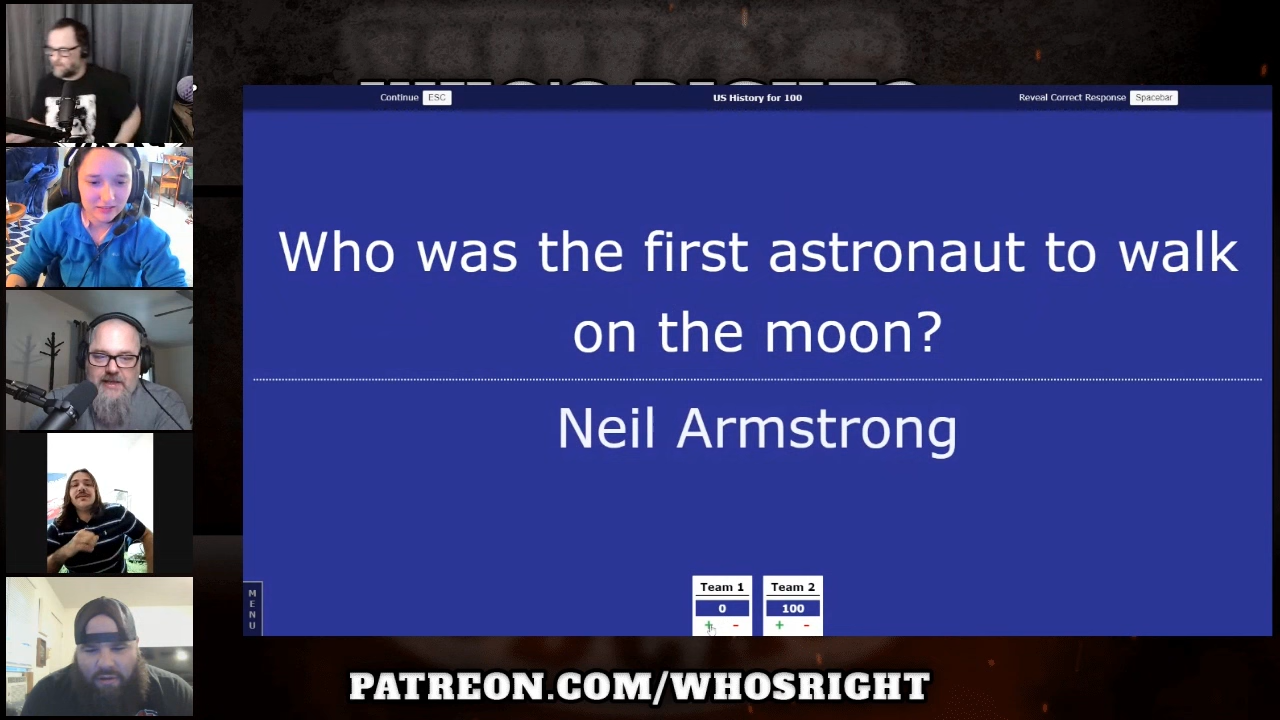 Continue ESC
US History for 100
Reveal Correct Response Spacebar
Who was the first astronaut to walk
on the moon?
Neil Armstrong
MENU
Team 1
0
+ -
Team 2
100
+ -
PATREON.COM/WHOSRIGHT